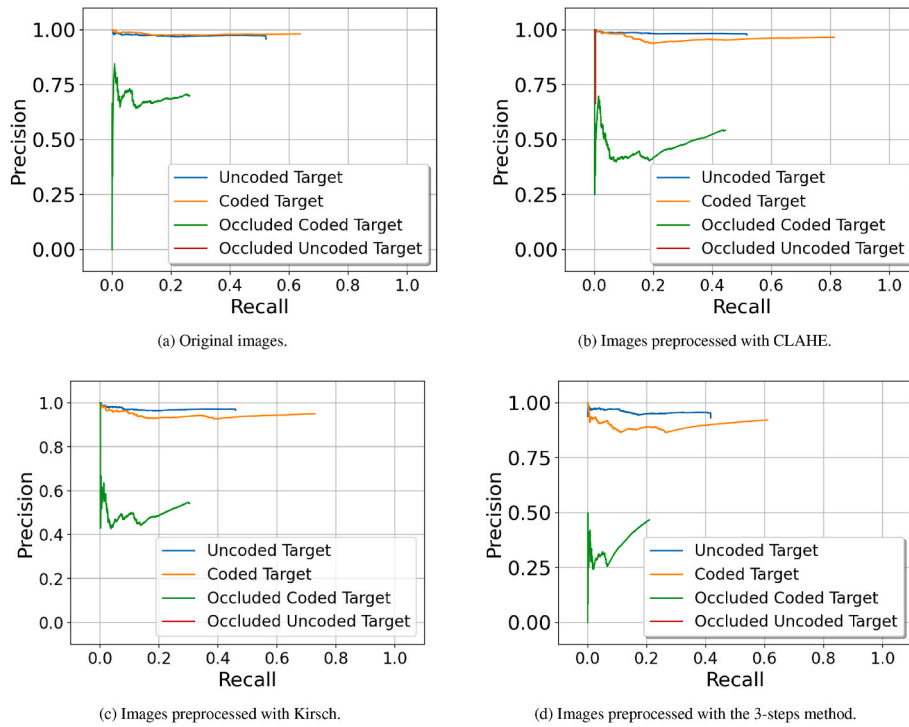 1.00
0.75
0.50
0.25
0.00
Precision
Uncoded Target
Coded Target
Occluded Coded Target
Occluded Uncoded Target
0.0 0.2 0.4 0.6 0.8 1.0
Recall
(a) Original images.
1.00
0.75
0.50
0.25
0.00
Precision
Uncoded Target
Coded Target
Occluded Coded Target
Occluded Uncoded Target
0.0 0.2 0.4 0.6 0.8 1.0
Recall
(b) Images preprocessed with CLAHE.
1.0
0.8
0.6
0.4
0.2
0.0
Precision
Uncoded Target
Coded Target
Occluded Coded Target
Occluded Uncoded Target
0.0 0.2 0.4 0.6 0.8 1.0
Recall
(c) Images preprocessed with Kirsch.
1.00
0.75
0.50
0.25
0.00
Precision
Uncoded Target
Coded Target
Occluded Coded Target
Occluded Uncoded Target
0.0 0.2 0.4 0.6 0.8 1.0
Recall
(d) Images preprocessed with the 3-steps method.